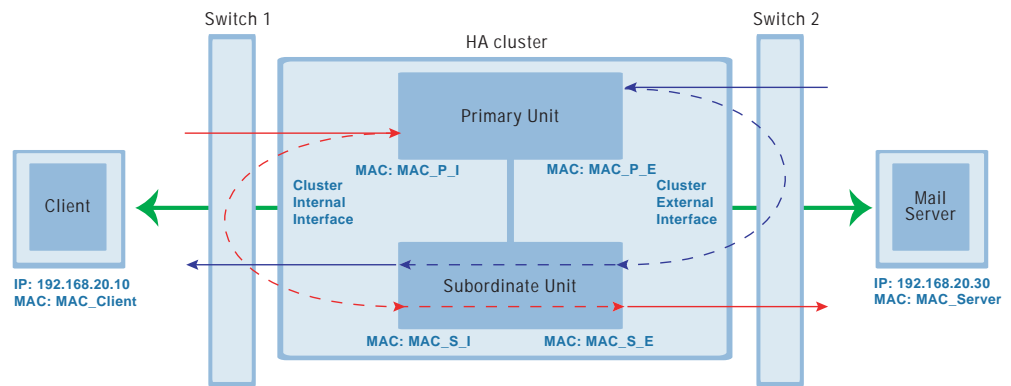 Switch 1
Switch 2
HA cluster
Primary Unit
MAC: MAC_P_I
MAC: MAC_P_E
Client
Cluster
Internal
Interface
Cluster
External
Interface
Mail
Server
IP: 192.168.20.10
MAC: MAC_Client
Subordinate Unit
IP: 192.168.20.30
MAC: MAC_Server
MAC: MAC_S_I
MAC: MAC_S_E